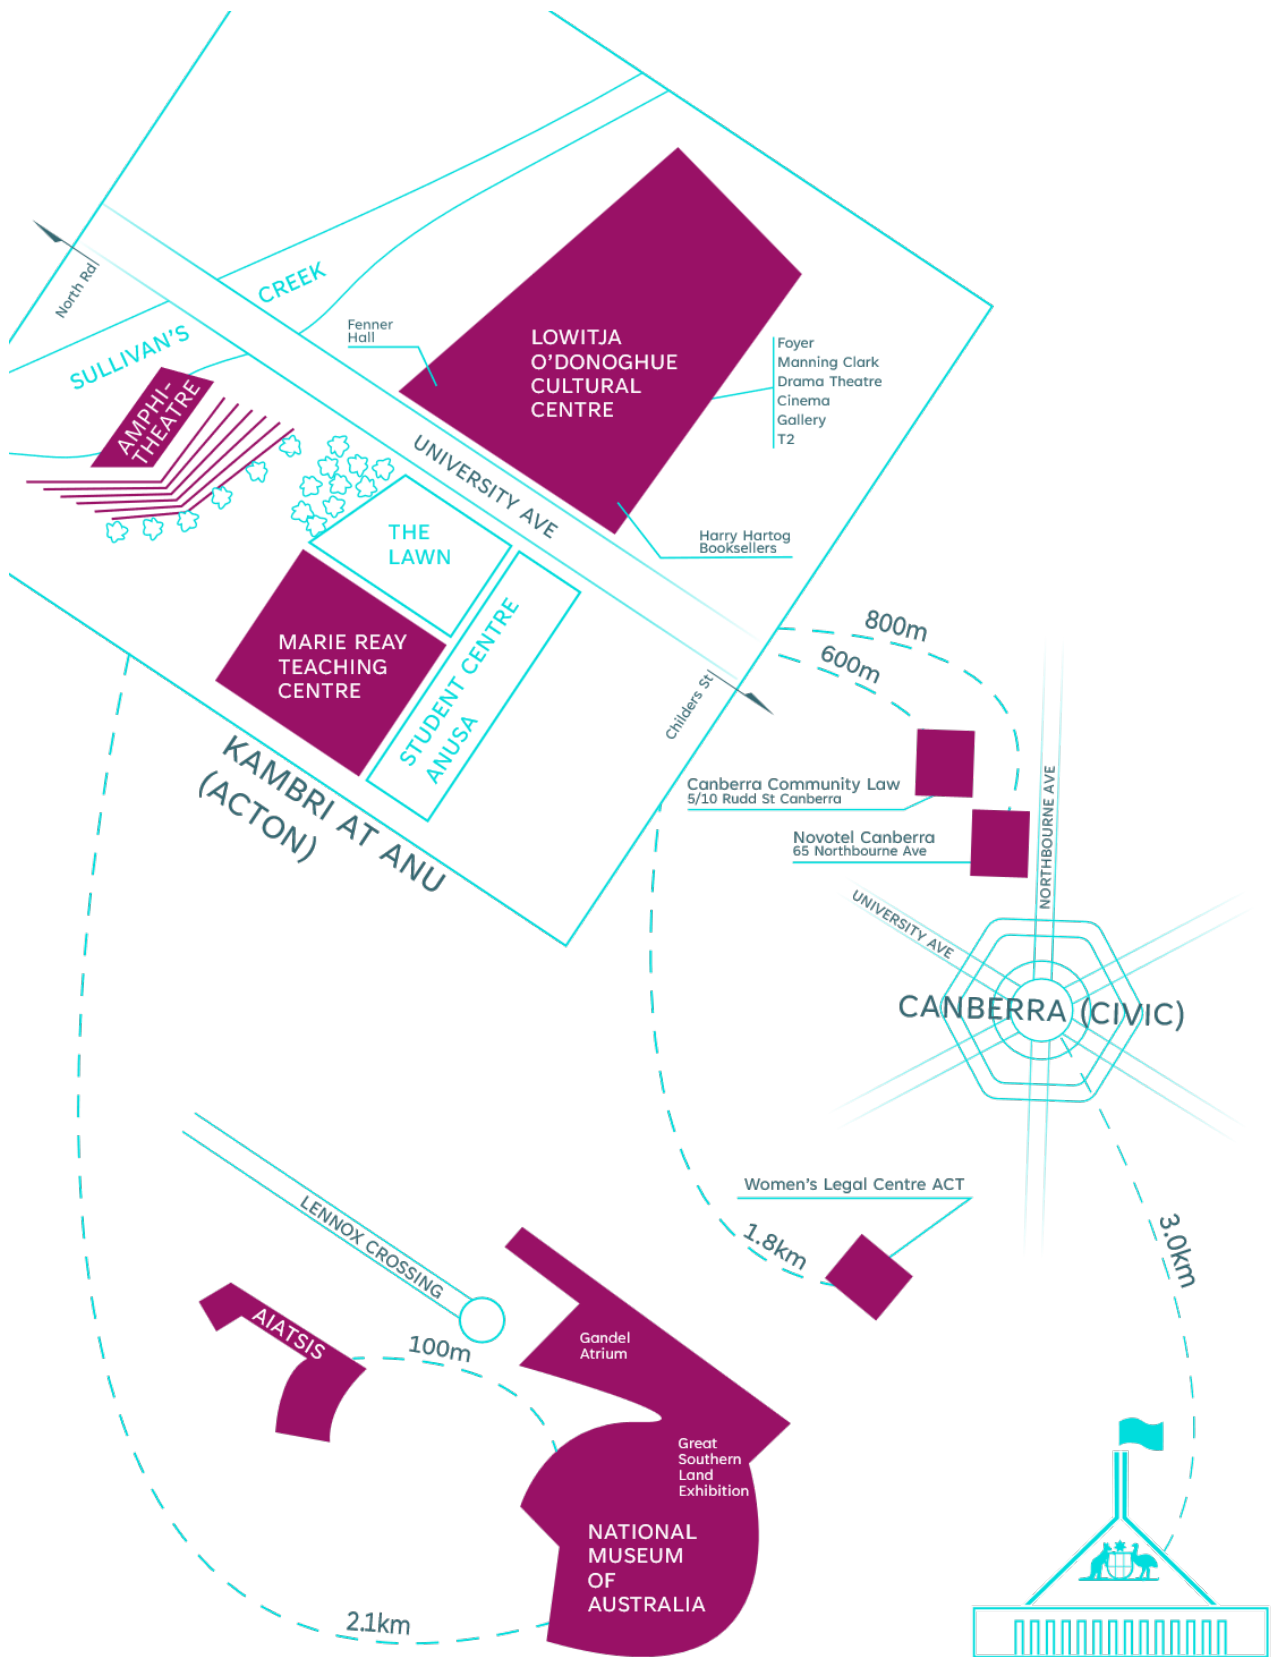 North Rd
CREEK
SULLIVAN'S
Fenner
Hall
LOWITJA
O'DONOGHUE
CULTURAL
CENTRE
Foyer
Manning Clark
Drama Theatre
Cinema
Gallery
T2
AMPHI-
THEATRE
UNIVERSITY AVE
THE
LAWN
Harry Hartog
Booksellers
MARIE REAY
TEACHING
CENTRE
STUDENT CENTRE
ANUSA
Childers St
800m
600m
KAMBRI AT ANU
(ACTON)
Canberra Community Law
5/10 Rudd St Canberra
Novotel Canberra
65 Northbourne Ave
NORTHBOURNE AVE
UNIVERSITY AVE
CANBERRA (CIVIC)
Women's Legal Centre ACT
1.8km
3.0km
LENNOX CROSSING
AIATSIS
100m
Gandel
Atrium
Great
Southern
Land
Exhibition
NATIONAL
MUSEUM
OF
AUSTRALIA
2.1km